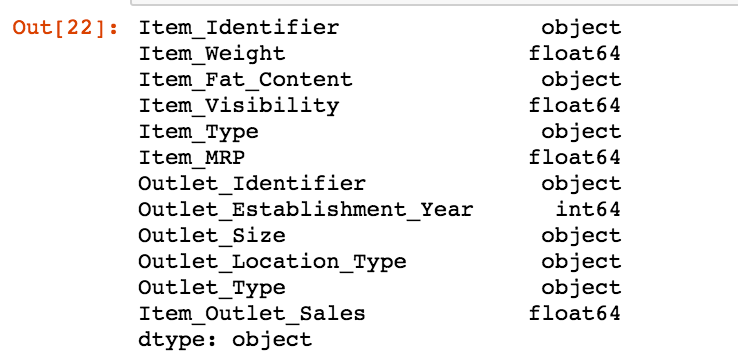 Out[22]: Item_Identifier object
Item_Weight float64
Item_Fat_Content object
Item_Visibility float64
Item_Type object
Item_MRP float64
Outlet_Identifier object
Outlet_Establishment_Year int64
Outlet_Size object
Outlet_Location_Type object
Outlet_Type object
Item_Outlet_Sales float64
dtype: object